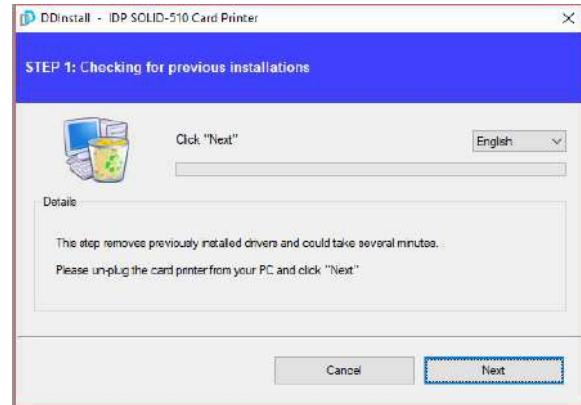 DDInstall - IDP SOLID-510 Card Printer
STEP 1: Checking for previous installations
Click "Next"
English
Details
This step removes previously installed drivers and could take several minutes.
Please un-plug the card printer from your PC and click "Next"
Cancel
Next